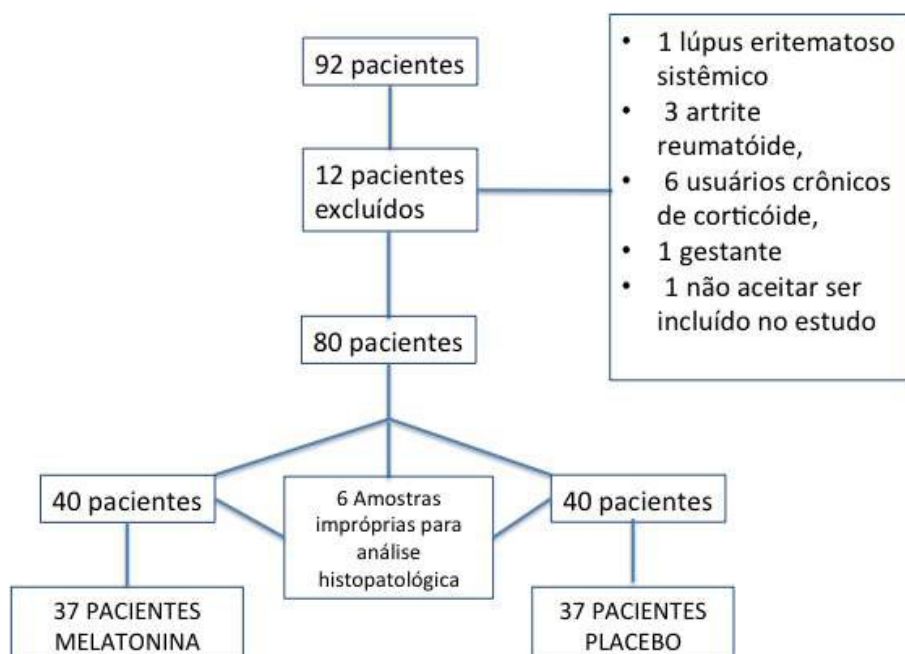 92 pacientes
12 pacientes
excluídos
• 1 lúpus eritematoso
sistêmico
• 3 artrite
reumatóide,
• 6 usuários crônicos
de corticóide,
• 1 gestante
• 1 não aceitar ser
incluído no estudo
80 pacientes
40 pacientes
6 Amostras
impróprias para
análise
histopatológica
40 pacientes
37 PACIENTES
MELATONINA
37 PACIENTES
PLACEBO